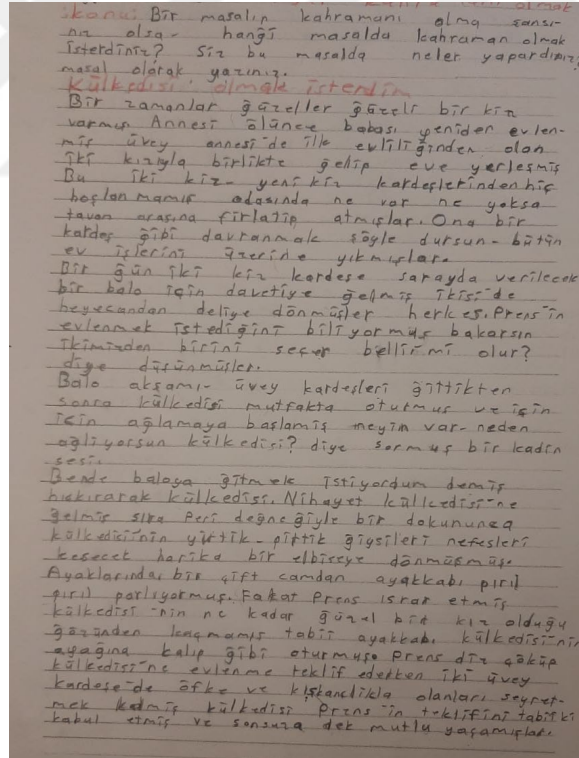 konu: Bir masalın kahramanı olma şansı-
nız olsa- hangi masalda kahraman olmak
isterdiniz? Siz bu masalda neler yapardınız?
masal olarak yazınız.
Külkedisi olmak isterdim
Bir zamanlar güzeller güzeli bir kız
varmış Annesi ölünce babası yeniden evlen-
miş üvey annesi'de ilk evliliğinden olan
iki kızıyla birlikte gelip eve yerleşmiş
Bu iki kız- yeni kız kardeşlerinden hiç
hoşlanmamış odasında ne var ne yoksa
tavan arasına fırlatıp atmışlar. Ona bir
kardeş gibi davranmak şöyle dursun- bütün
ev işlerini üzerine yıkmışlar.
Bir gün iki kız kardeşe sarayda verilecek
bir balo için davetiye gelmiş ikisi'de
heyecandan deliye dönmüşler herkes. Prens'in
evlenmek istediğini biliyormuş bakarsın
ikimizden birini seçer bellirmi olur?
diye düşünmüşler.
Balo akşamı- üvey kardeşleri gittikten
sonra külkedisi mutfakta oturmuş ve için
için ağlamaya başlamış neyin var- neden
ağlıyorsun külkedisi? diye sormuş bir kadın
sesi.
Bende baloya gitmek istiyordum demiş
hıçkırarak külkedisi. Nihayet külkedisi-ne
gelmiş sıra peri değneğiyle bir dokununca
külkedicinin yırtık-pırtık giysileri nefesleri
kesecek harika bir elbiseye dönmüşmüş.
Ayaklarında bir çift camdan ayakkabı pırıl
pırıl parlıyormuş. Fakat Prens ısrar etmiş
külkedisi-nin ne kadar güzel bir kız olduğu
gözünden kaçmamış tabii ayakkabı külkedisi'nin
ayağına kalıp gibi oturmuş. Prens diz çöküp
külkedisi'ne evlenme teklif ederken iki üvey
kardeşe'de öfke ve kıskançlıkla olanları seyret-
mek kalmış külkedisi Prens'in teklifini tabiiki
kabul etmiş ve sonsuza dek mutlu yaşamışlar.